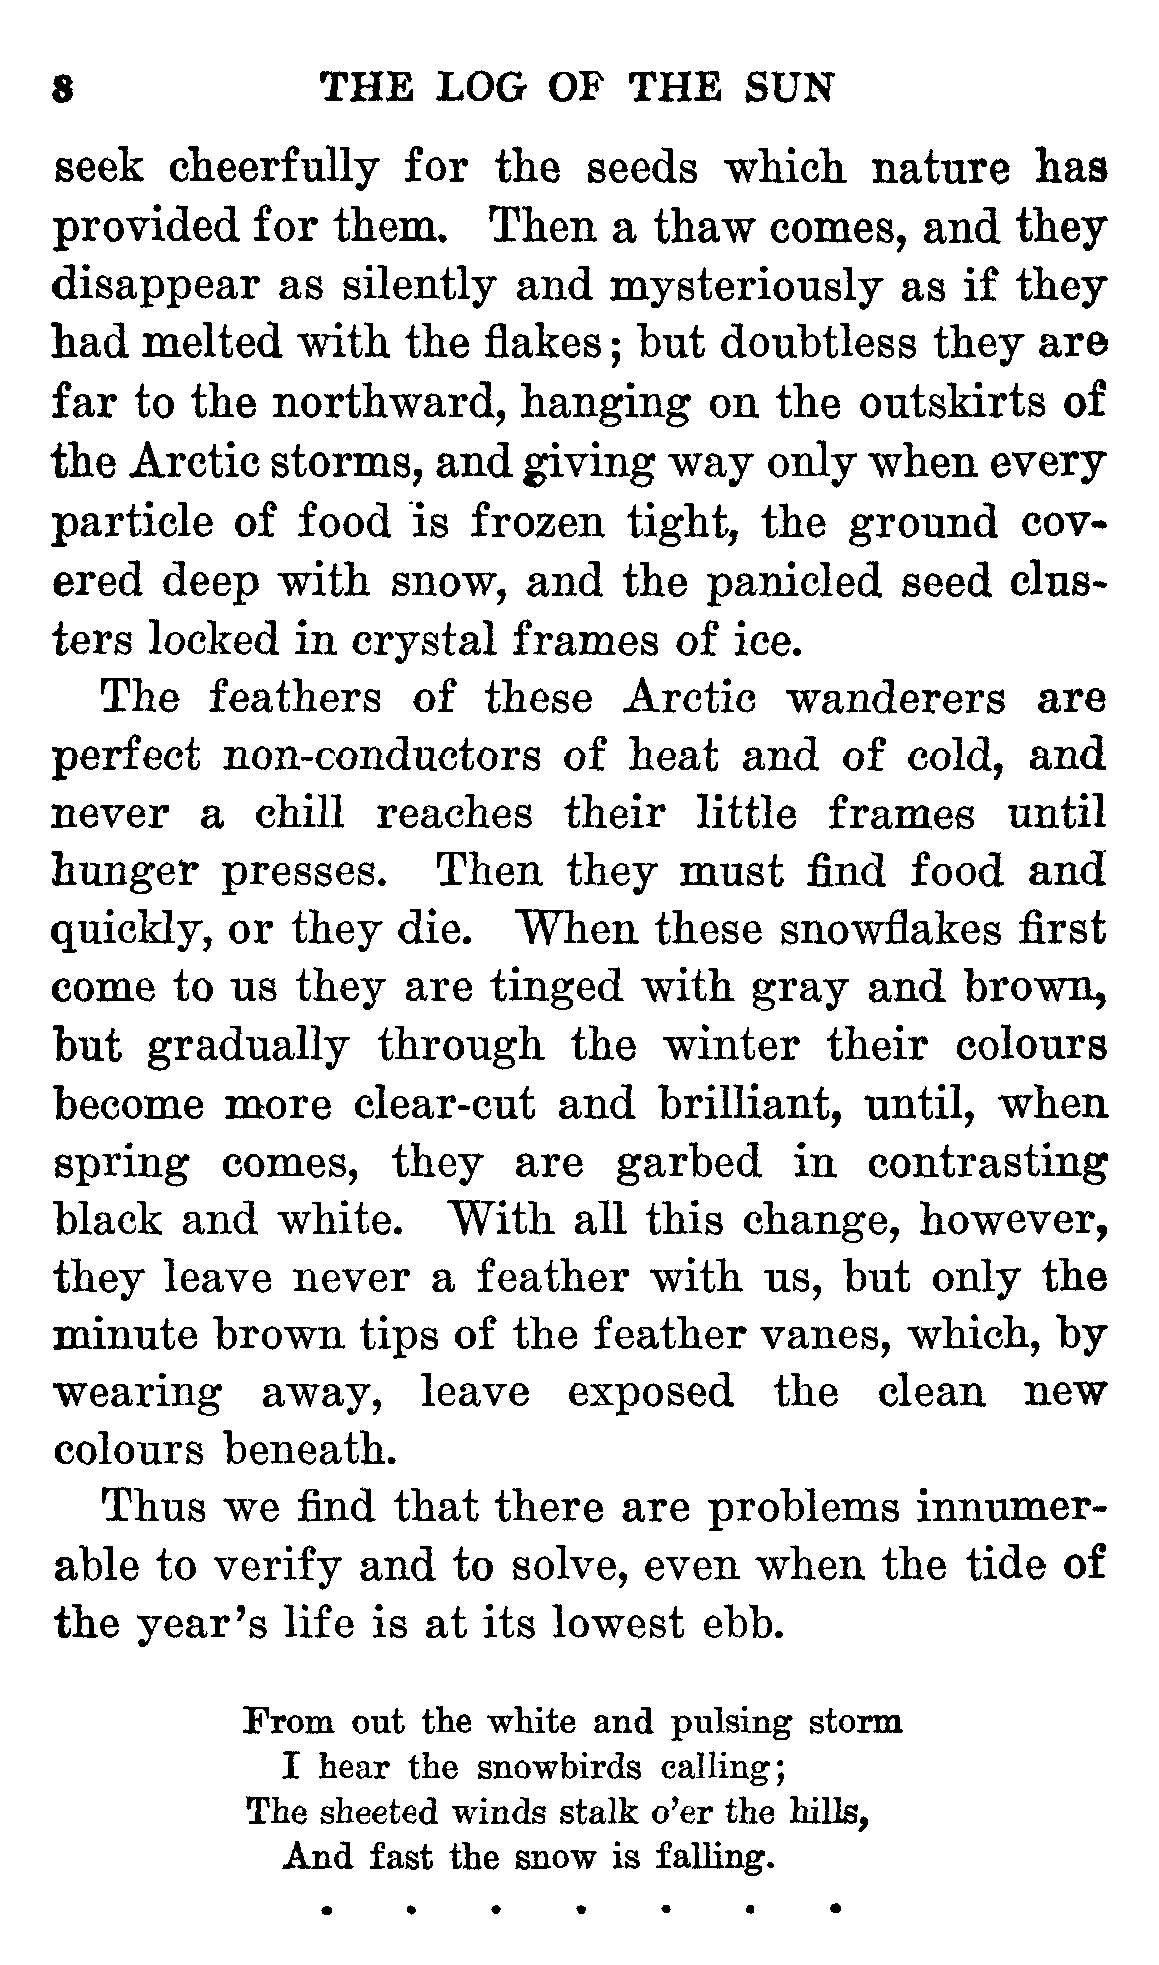 8 THE LOG OF THE SUN
seek cheerfully for the seeds which nature has
provided for them. Then a thaw comes, and they
disappear as silently and mysteriously as if they
had melted with the flakes; but doubtless they are
far to the northward, hanging on the outskirts of
the Arctic storms, and giving way only when every
particle of food is frozen tight, the ground cov-
ered deep with snow, and the panicled seed clus-
ters locked in crystal frames of ice.
The feathers of these Arctic wanderers are
perfect non-conductors of heat and of cold, and
never a chill reaches their little frames until
hunger presses. Then they must find food and
quickly, or they die. When these snowflakes first
come to us they are tinged with gray and brown,
but gradually through the winter their colours
become more clear-cut and brilliant, until, when
spring comes, they are garbed in contrasting
black and white. With all this change, however,
they leave never a feather with us, but only the
minute brown tips of the feather vanes, which, by
wearing away, leave exposed the clean new
colours beneath.
Thus we find that there are problems innumer-
able to verify and to solve, even when the tide of
the year's life is at its lowest ebb.
From out the white and pulsing storm
I hear the snowbirds calling;
The sheeted winds stalk o'er the hills,
And fast the snow is falling.
. . . . . . .